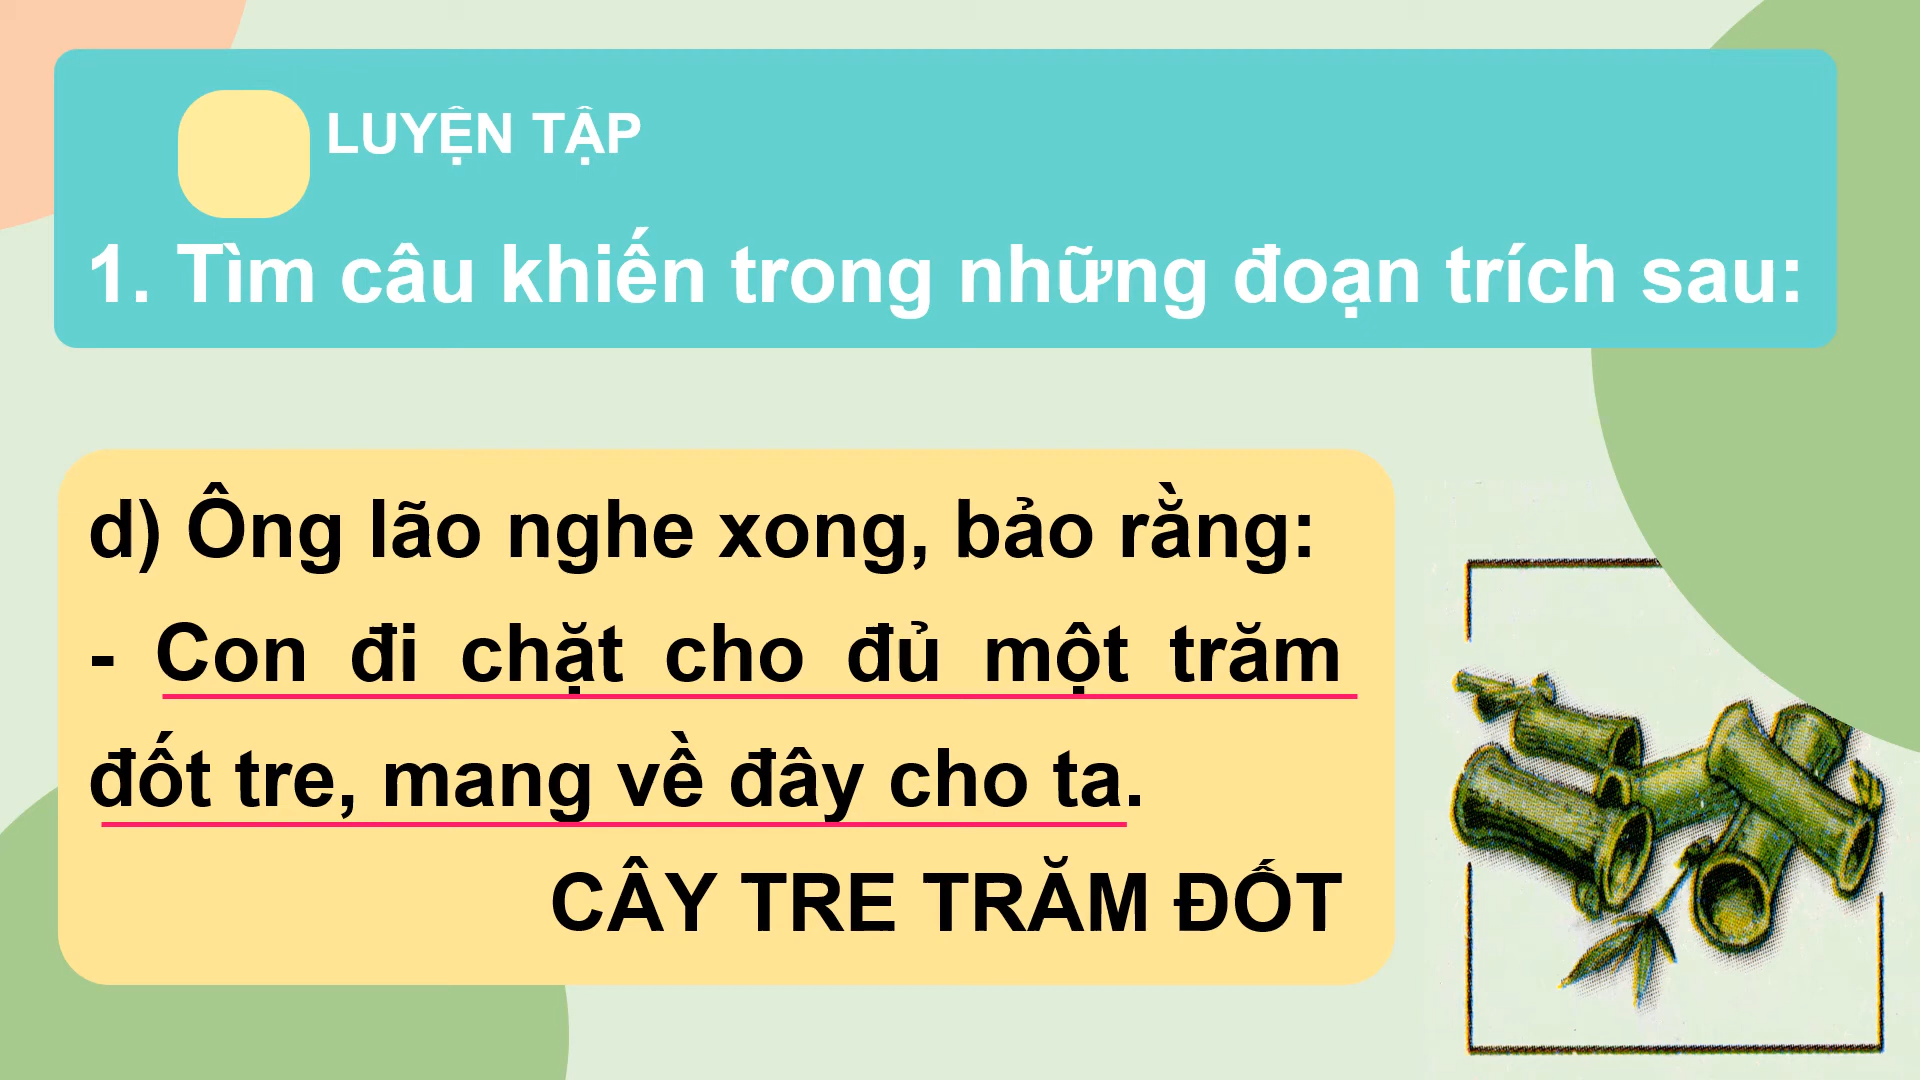 LUYỆN TẬP
1. Tìm câu khiến trong những đoạn trích sau:
d) Ông lão nghe xong, bảo rằng:
- Con đi chặt cho đủ một trăm
đốt tre, mang về đây cho ta.
CÂY TRE TRĂM ĐỐT